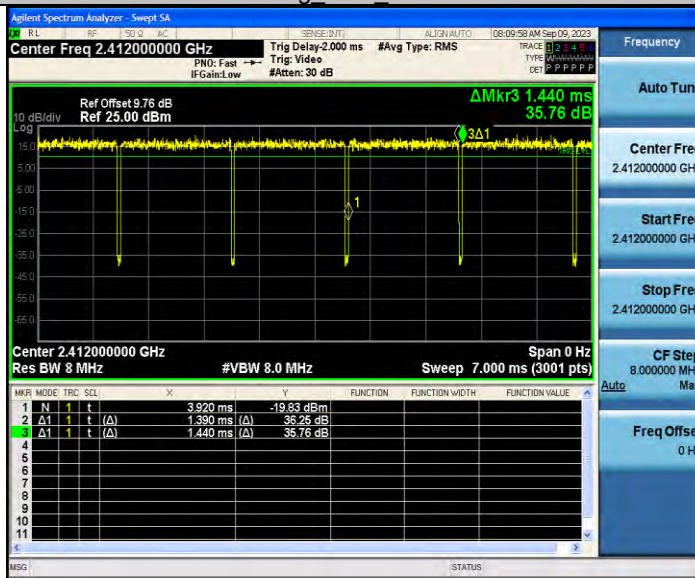 Agilent Spectrum Analyzer - Swept SA
RL RF 50 Ω AC SENSE:INT ALIGN AUTO 08:09:58 AM Sep 09, 2023
Center Freq 2.412000000 GHz
PNO: Fast
IFGain:Low
Trig Delay-2.000 ms
Trig: Video
#Atten: 30 dB
#Avg Type: RMS
TRACE 1 2 3 4 5 6
TYPE
DET P P P P P P
Ref Offset 9.76 dB
Ref 25.00 dBm
10 dB/div
Log
ΔMkr3 1.440 ms
35.76 dB
15.0
5.00
-5.00
-15.0
-25.0
-35.0
-45.0
-55.0
-65.0
3Δ1
1
Center 2.412000000 GHz
Span 0 Hz
Res BW 8 MHz #VBW 8.0 MHz Sweep 7.000 ms (3001 pts)
MKR MODE TRC SCL X Y FUNCTION FUNCTION WIDTH FUNCTION VALUE
1 N 1 t 3.920 ms -19.83 dBm
2 Δ1 1 t (Δ) 1.390 ms (Δ) 36.25 dB
3 Δ1 1 t (Δ) 1.440 ms (Δ) 35.76 dB
4
5
6
7
8
9
10
11
MSG STATUS
Frequency
Auto Tun
Center Fre
2.412000000 GH
Start Fre
2.412000000 GH
Stop Fre
2.412000000 GH
CF Step
8.000000 MH
Auto Ma
Freq Offse
0 H